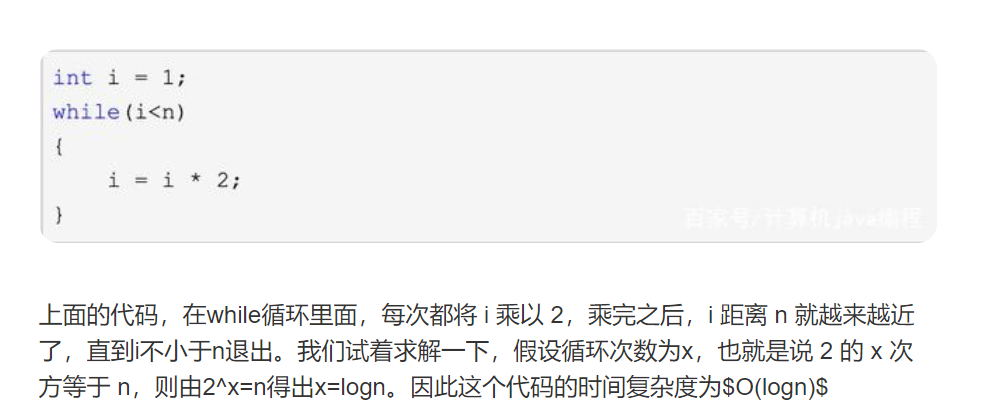 int i = 1;
while(i<n)
{
    i = i * 2;
}
百家号/计算机java编程
上面的代码，在while循环里面，每次都将 i 乘以 2，乘完之后，i 距离 n 就越来越近
了，直到i不小于n退出。我们试着求解一下，假设循环次数为x，也就是说 2 的 x 次
方等于 n，则由2^x=n得出x=logn。因此这个代码的时间复杂度为$O(logn)$